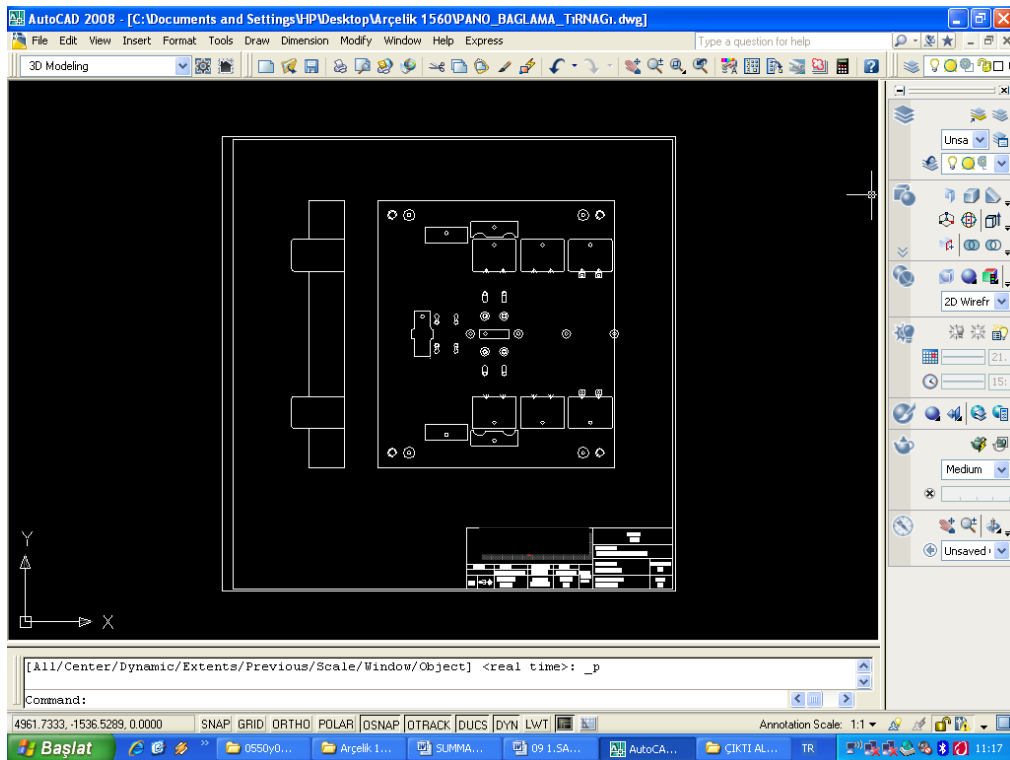 AutoCAD 2008 - [C:\Documents and Settings\HP\Desktop\Arçelik 1560\PANO_BAGLAMA_TıRNAGı.dwg]
File Edit View Insert Format Tools Draw Dimension Modify Window Help Express Type a question for help
3D Modeling
Unsa
2D Wirefr
21.
15:
Medium
Unsaved
Y
X
[All/Center/Dynamic/Extents/Previous/Scale/Window/Object] <real time>: _p
Command:
4961.7333, -1536.5289, 0.0000 SNAP GRID ORTHO POLAR OSNAP OTRACK DUCS DYN LWT Annotation Scale: 1:1
Başlat 0550y0... Arçelik 1... SUMMA... 09 1.SA... AutoCA... ÇIKTI AL... TR 11:17